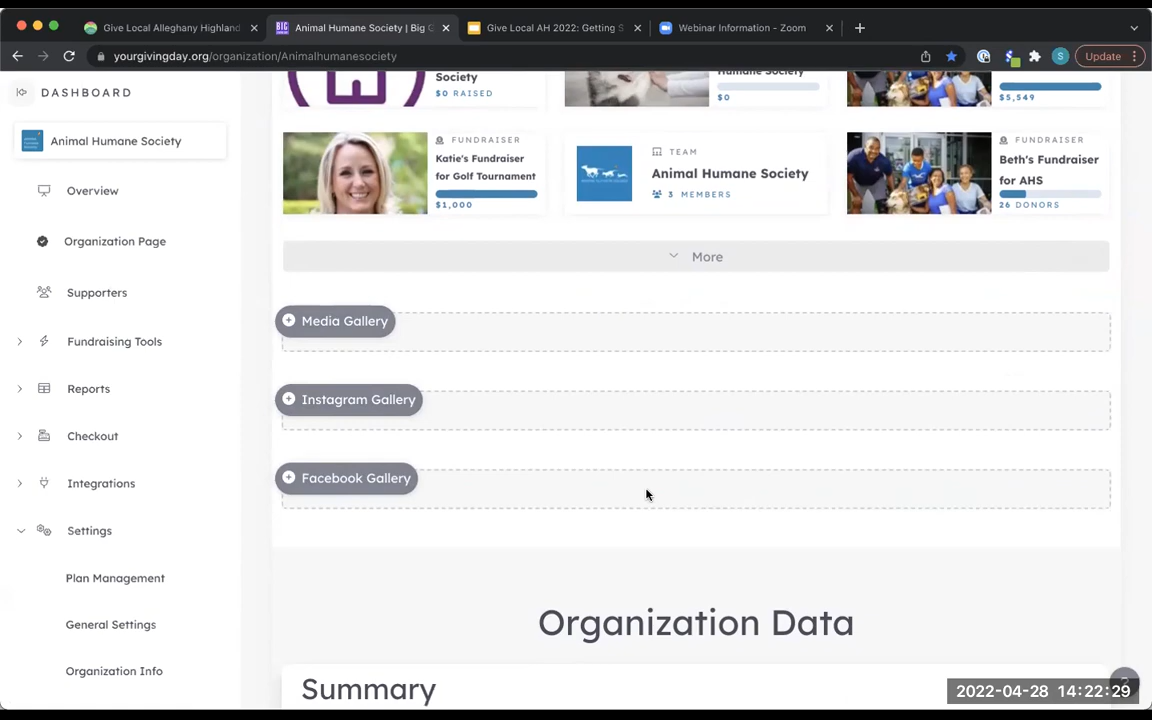 Give Local Alleghany Highland
Animal Humane Society | Big G
Give Local AH 2022: Getting S
Webinar Information - Zoom
yourgivingday.org/organization/Animalhumanesociety
S
Update
DASHBOARD
Animal Humane Society
Overview
Organization Page
Supporters
Fundraising Tools
Reports
Checkout
Integrations
Settings
Plan Management
General Settings
Organization Info
Society
$0 RAISED
Humane Society
$0
$5,549
FUNDRAISER
Katie's Fundraiser
for Golf Tournament
$1,000
TEAM
Animal Humane Society
3 MEMBERS
FUNDRAISER
Beth's Fundraiser
for AHS
26 DONORS
More
Media Gallery
Instagram Gallery
Facebook Gallery
Organization Data
Summary
2022-04-28 14:22:29